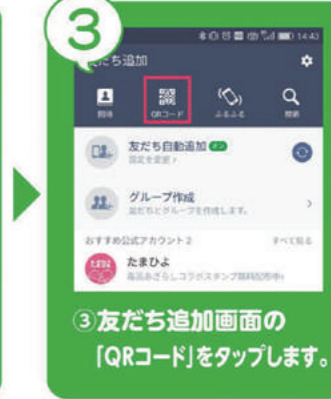 3
14:43
友だち追加
招待
QRコード
ふるふる
検索
友だち自動追加 オン
設定を変更>
グループ作成
友だちとグループを作成します。
おすすめ公式アカウント 2
すべて見る
たまひよ
③友だち追加画面の
「QRコード」をタップします。